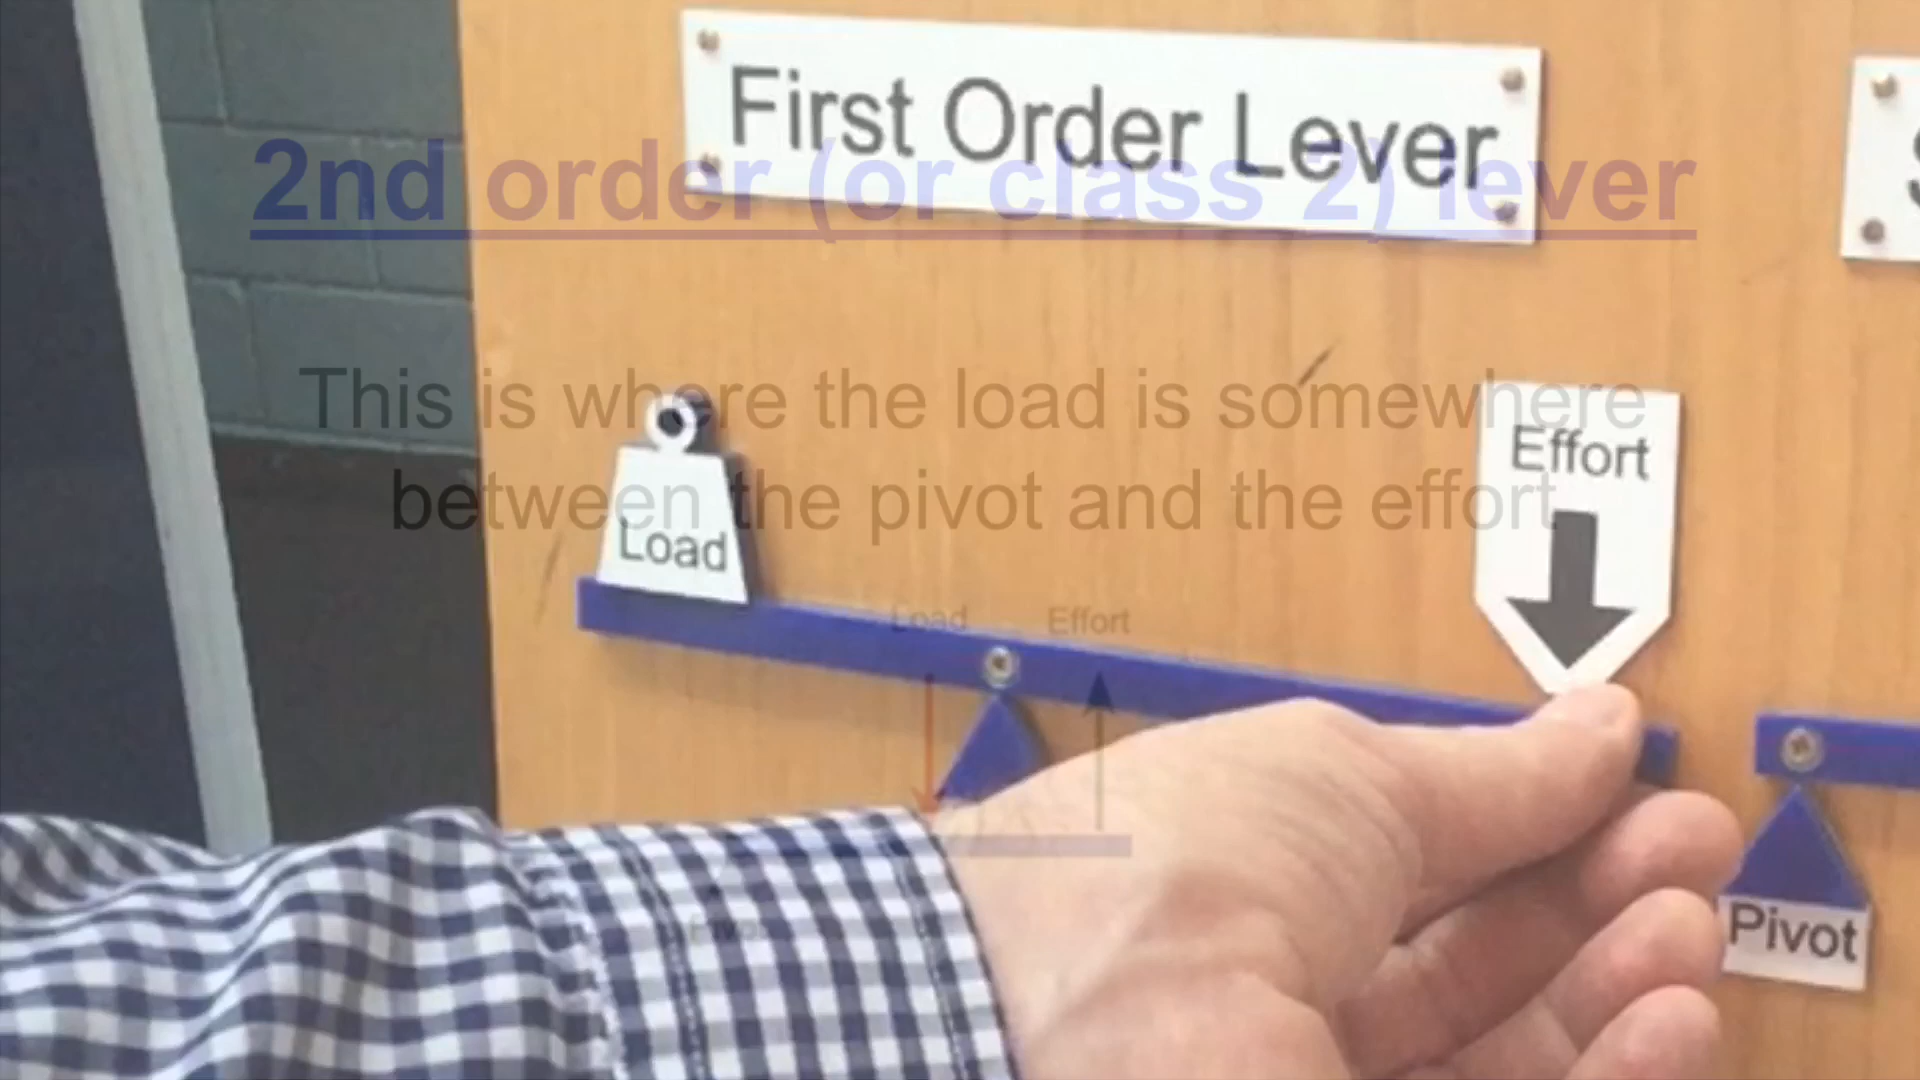 First Order Lever
2nd order (or class 2) lever
This is where the load is somewhere
between the pivot and the effort
Effort
Load
Load
Effort
Pivot